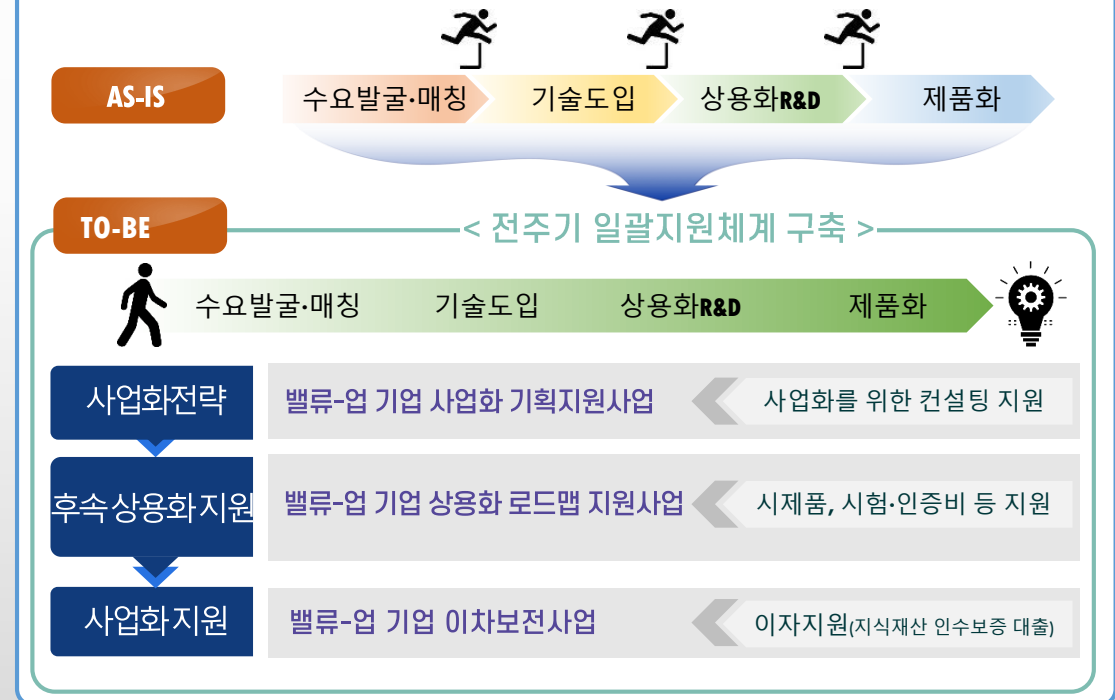 AS-IS
수요발굴·매칭
기술도입
상용화R&D
제품화
TO-BE
< 전주기 일괄지원체계 구축 >
수요발굴·매칭
기술도입
상용화R&D
제품화
사업화전략
밸류-업 기업 사업화 기획지원사업
사업화를 위한 컨설팅 지원
후속 상용화 지원
밸류-업 기업 상용화 로드맵 지원사업
시제품, 시험·인증비 등 지원
사업화 지원
밸류-업 기업 이차보전사업
이자지원(지식재산 인수보증 대출)